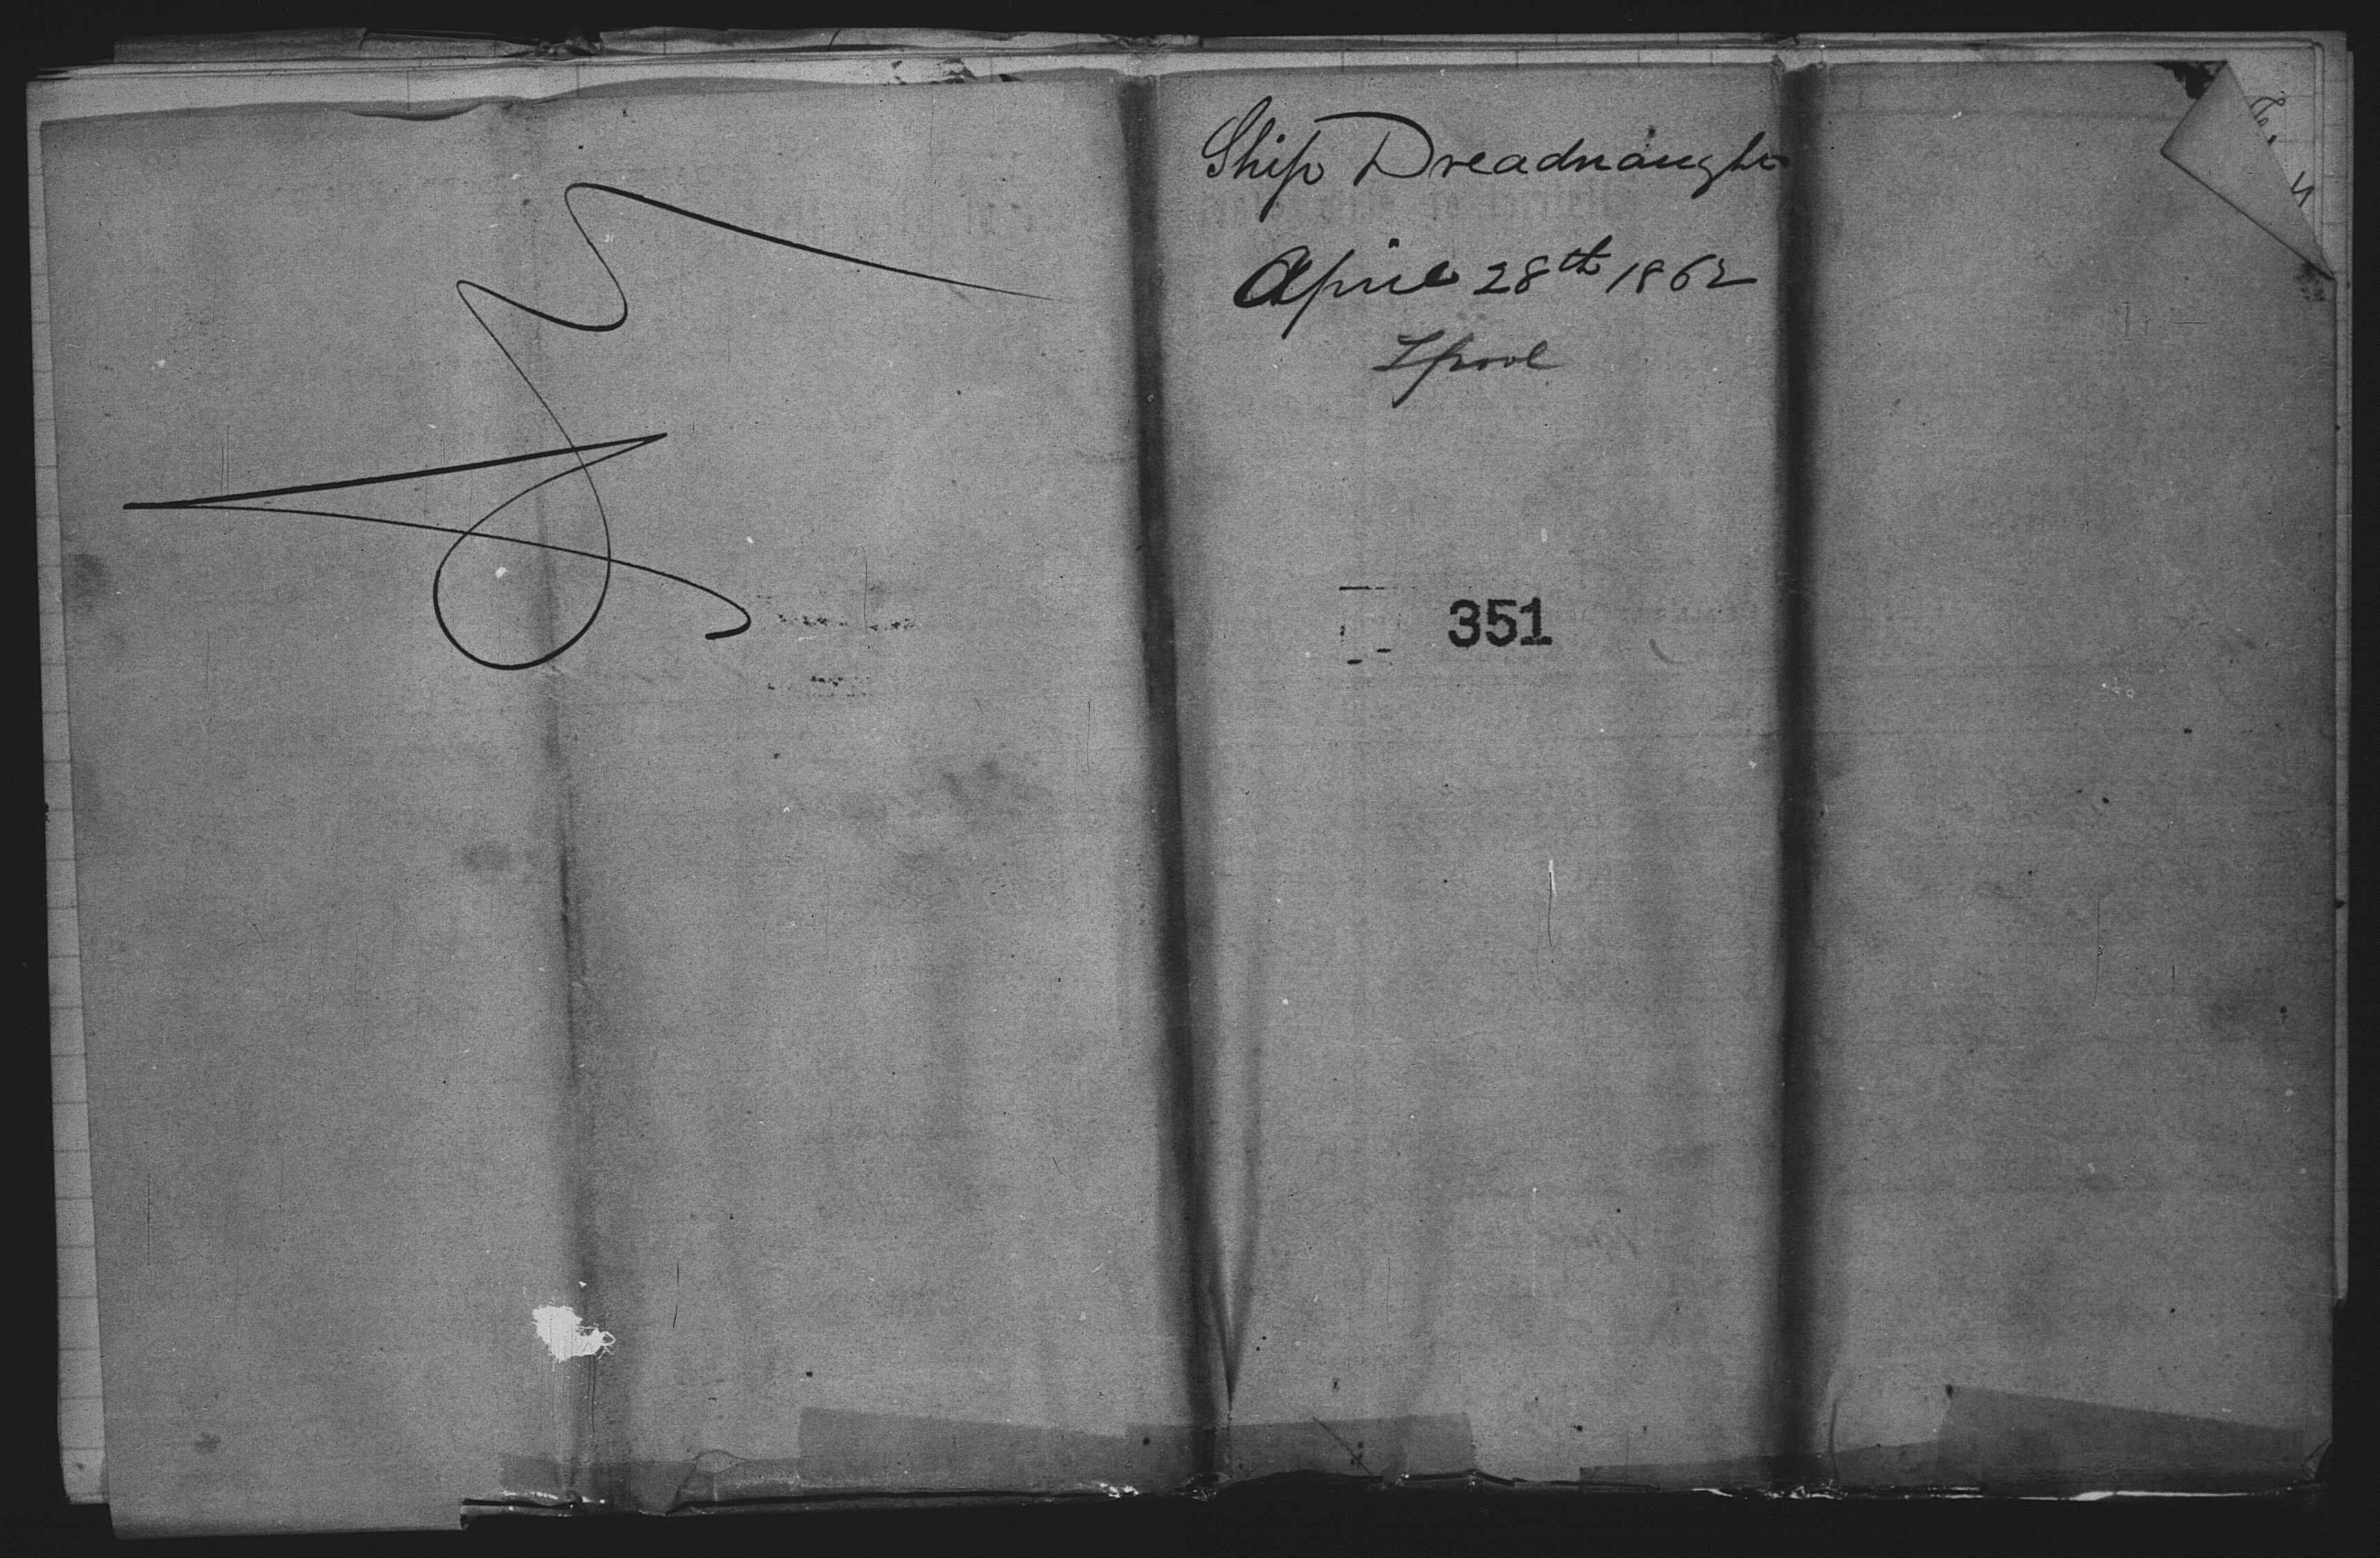 Ship Dreadnaught
April 28th 1862
Lpool
351